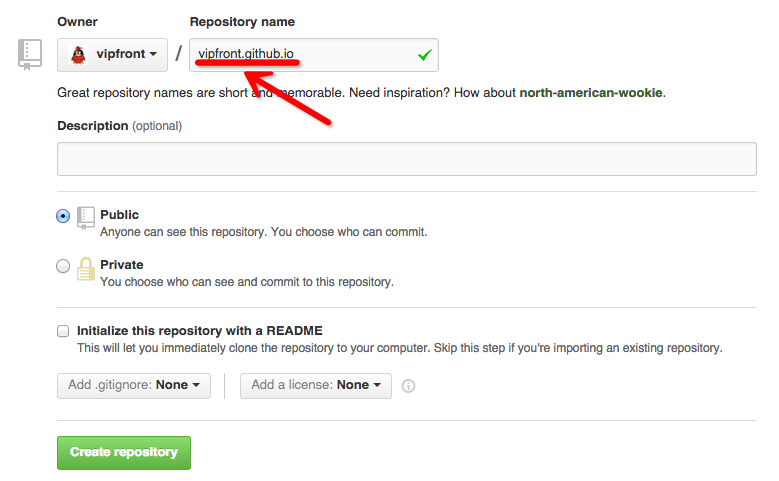 Owner Repository name
vipfront / vipfront.github.io
Great repository names are short and memorable. Need inspiration? How about north-american-wookie.
Description (optional)
Public
Anyone can see this repository. You choose who can commit.
Private
You choose who can see and commit to this repository.
Initialize this repository with a README
This will let you immediately clone the repository to your computer. Skip this step if you're importing an existing repository.
Add .gitignore: None Add a license: None
Create repository